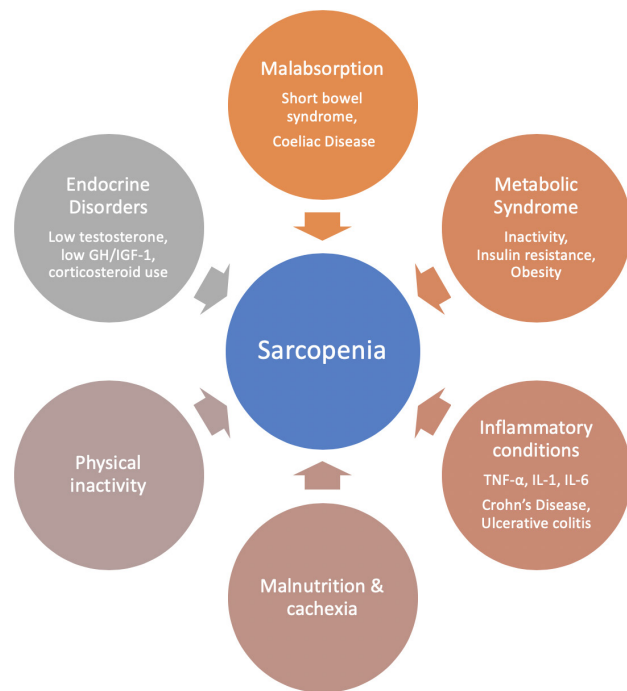 Malabsorption
Short bowel
syndrome,
Coeliac Disease
Metabolic
Syndrome
Inactivity,
Insulin resistance,
Obesity
Inflammatory
conditions
TNF-α, IL-1, IL-6
Crohn’s Disease,
Ulcerative colitis
Malnutrition &
cachexia
Physical
inactivity
Endocrine
Disorders
Low testosterone,
low GH/IGF-1,
corticosteroid use
Sarcopenia